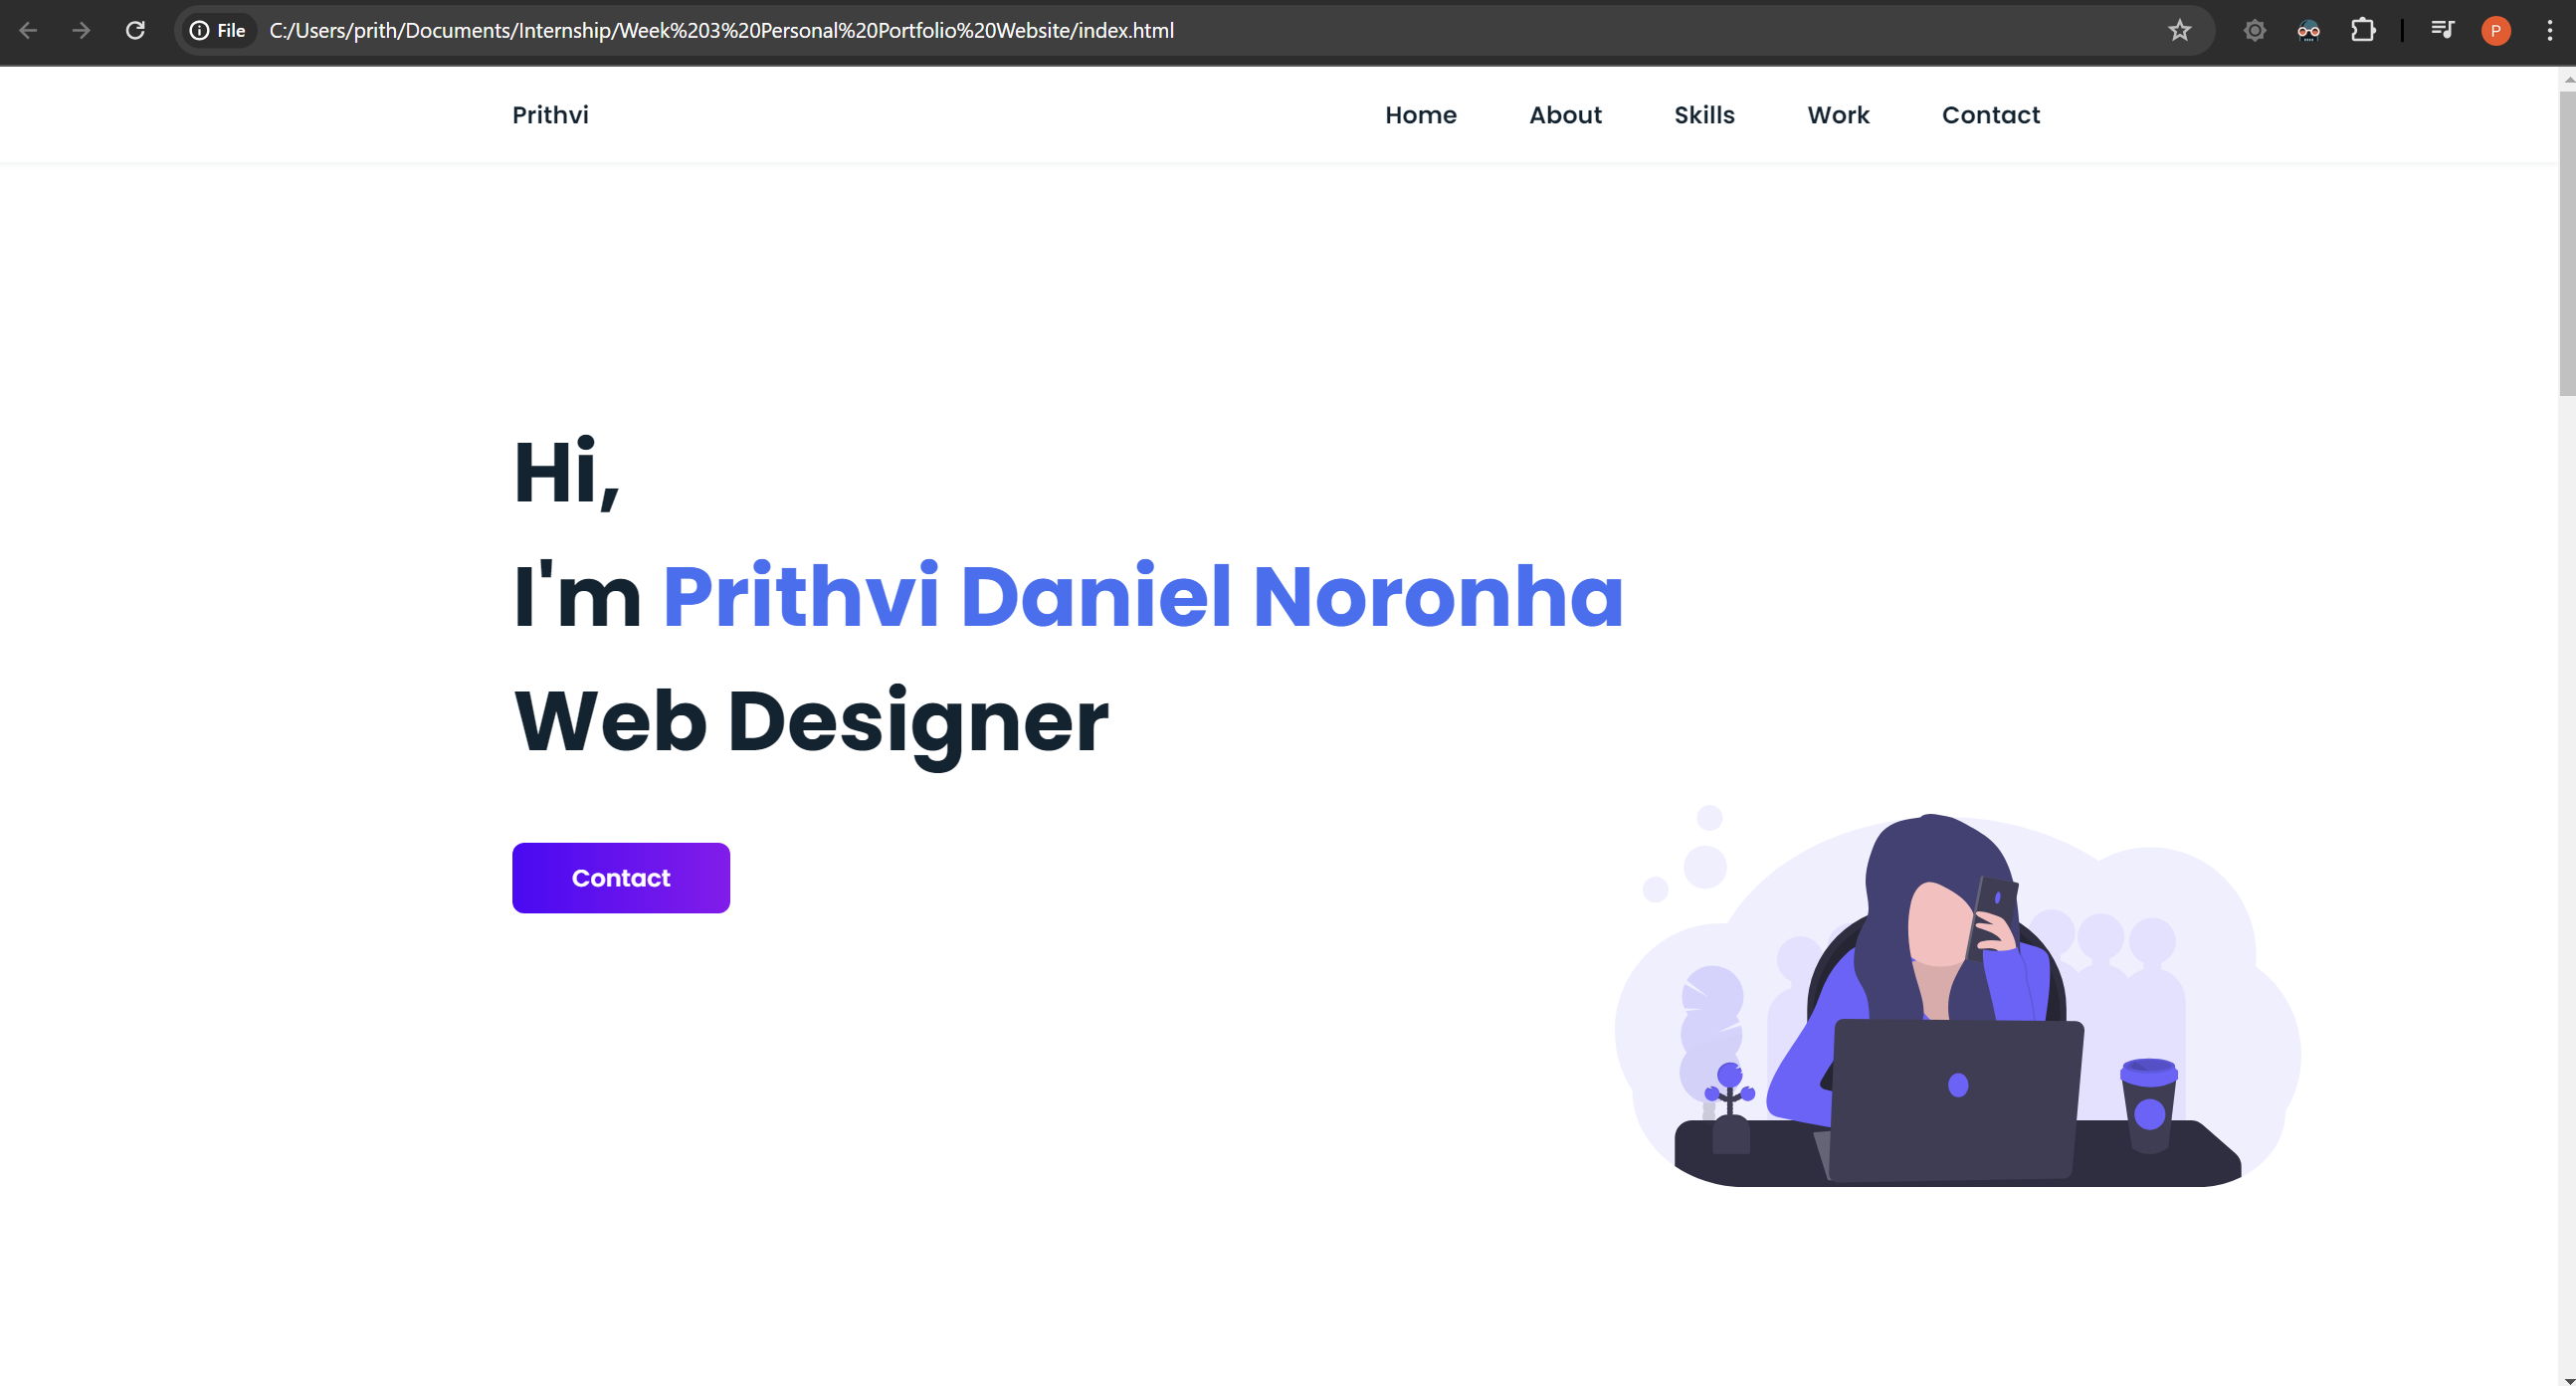 File C:/Users/prith/Documents/Internship/Week%203%20Personal%20Portfolio%20Website/index.html P
Prithvi Home About Skills Work Contact
Hi,
I'm Prithvi Daniel Noronha
Web Designer
Contact